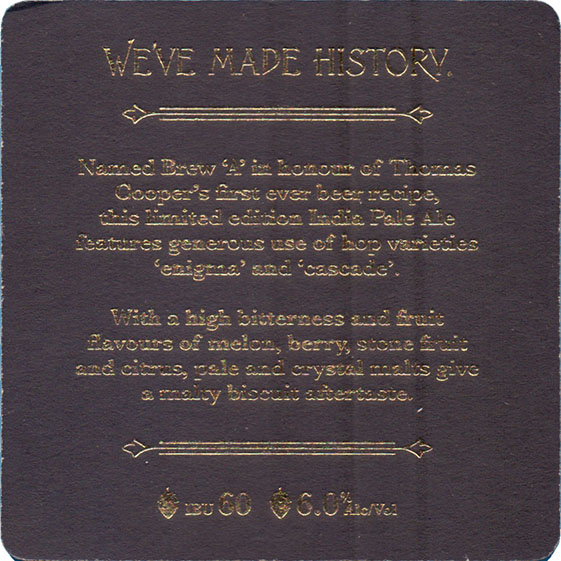 WE'VE MADE HISTORY.
Named Brew 'A' in honour of Thomas
Cooper's first ever beer recipe,
this limited edition India Pale Ale
features generous use of hop varieties
'enigma' and 'cascade'.
With a high bitterness and fruit
flavours of melon, berry, stone fruit
and citrus, pale and crystal malts give
a malty biscuit aftertaste.
IBU 60 6.0% Alc/Vol